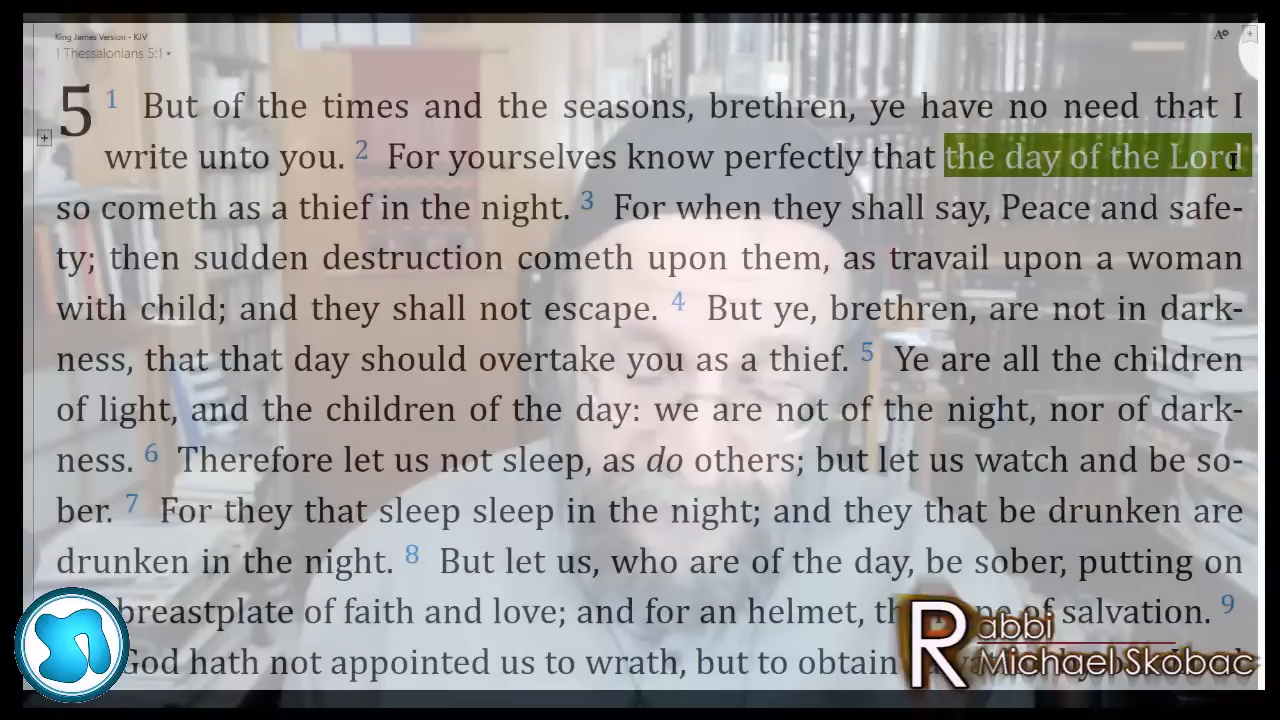 King James Version - KJV
1 Thessalonians 5:1
5 1 But of the times and the seasons, brethren, ye have no need that I
write unto you. 2 For yourselves know perfectly that the day of the Lord
so cometh as a thief in the night. 3 For when they shall say, Peace and safe-
ty; then sudden destruction cometh upon them, as travail upon a woman
with child; and they shall not escape. 4 But ye, brethren, are not in dark-
ness, that that day should overtake you as a thief. 5 Ye are all the children
of light, and the children of the day: we are not of the night, nor of dark-
ness. 6 Therefore let us not sleep, as do others; but let us watch and be so-
ber. 7 For they that sleep sleep in the night; and they that be drunken are
drunken in the night. 8 But let us, who are of the day, be sober, putting on
breastplate of faith and love; and for an helmet, of salvation. 9
God hath not appointed us to wrath, but to obtain
Rabbi
Michael Skobac